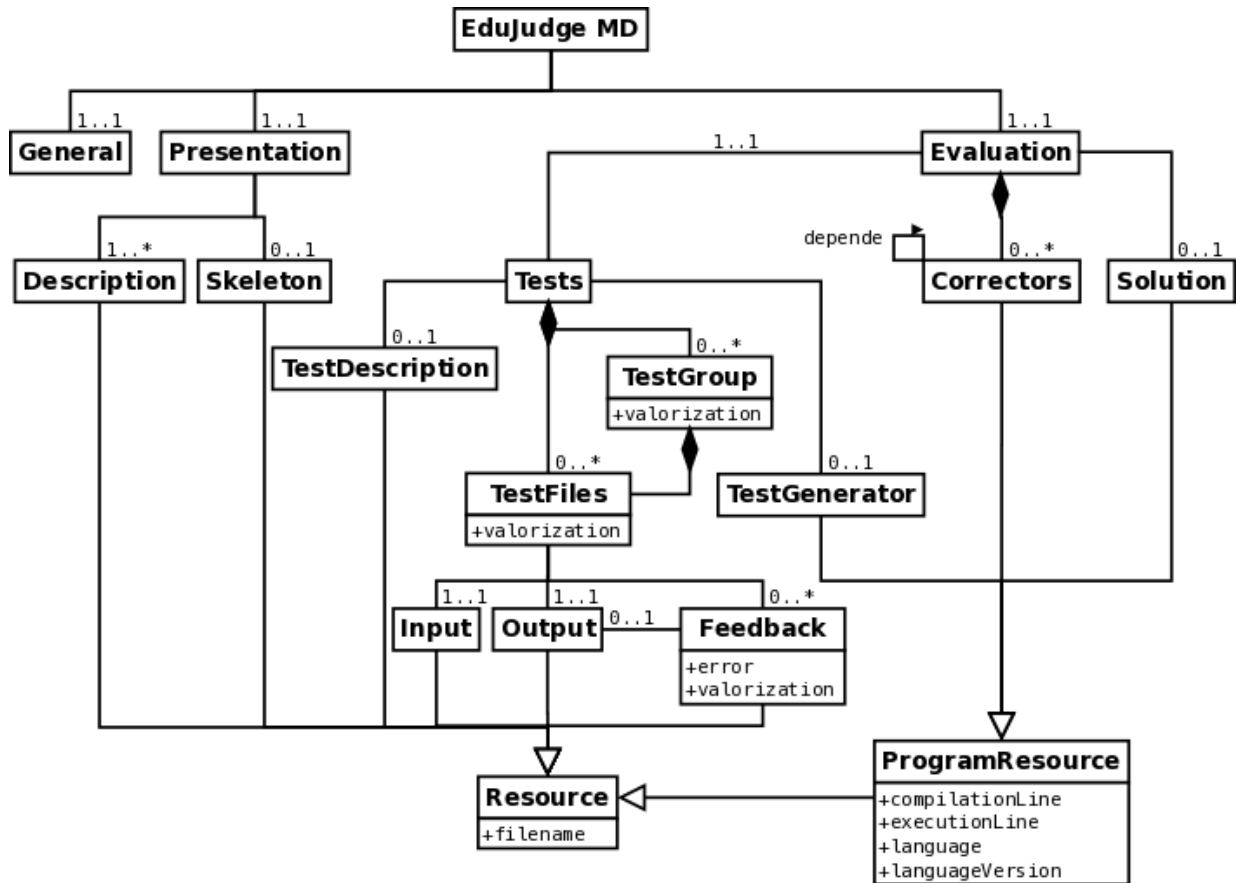 EduJudge MD
1..1
1..1
1..1
General
Presentation
1..1
Evaluation
1..*
0..1
depende
0..*
0..1
Description
Skeleton
Tests
Correctors
Solution
0..1
0..*
TestDescription
TestGroup
+valorization
0..*
0..1
TestFiles
+valorization
TestGenerator
1..1
1..1
0..*
Input
Output
0..1
Feedback
+error
+valorization
ProgramResource
+compilationLine
+executionLine
+language
+languageVersion
Resource
+filename